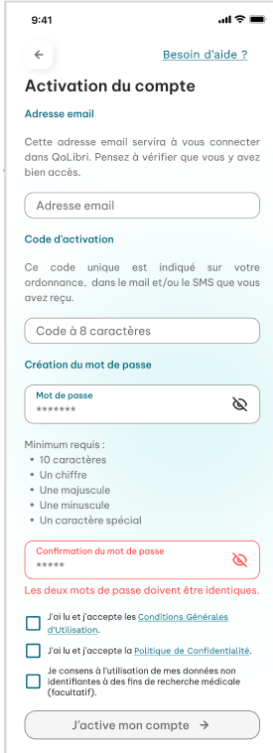 9:41
Besoin d'aide ?
Activation du compte
Adresse email
Cette adresse email servira à vous connecter
dans QoLibri. Pensez à vérifier que vous y avez
bien accès.
Adresse email
Code d'activation
Ce code unique est indiqué sur votre
ordonnance, dans le mail et/ou le SMS que vous
avez reçu.
Code à 8 caractères
Création du mot de passe
Mot de passe
*******
Minimum requis :
• 10 caractères
• Un chiffre
• Une majuscule
• Une minuscule
• Un caractère spécial
Confirmation du mot de passe
*****
Les deux mots de passe doivent être identiques.
J'ai lu et j'accepte les Conditions Générales
d'Utilisation.
J'ai lu et j'accepte la Politique de Confidentialité.
Je consens à l'utilisation de mes données non
identifiantes à des fins de recherche médicale
(facultatif).
J'active mon compte →